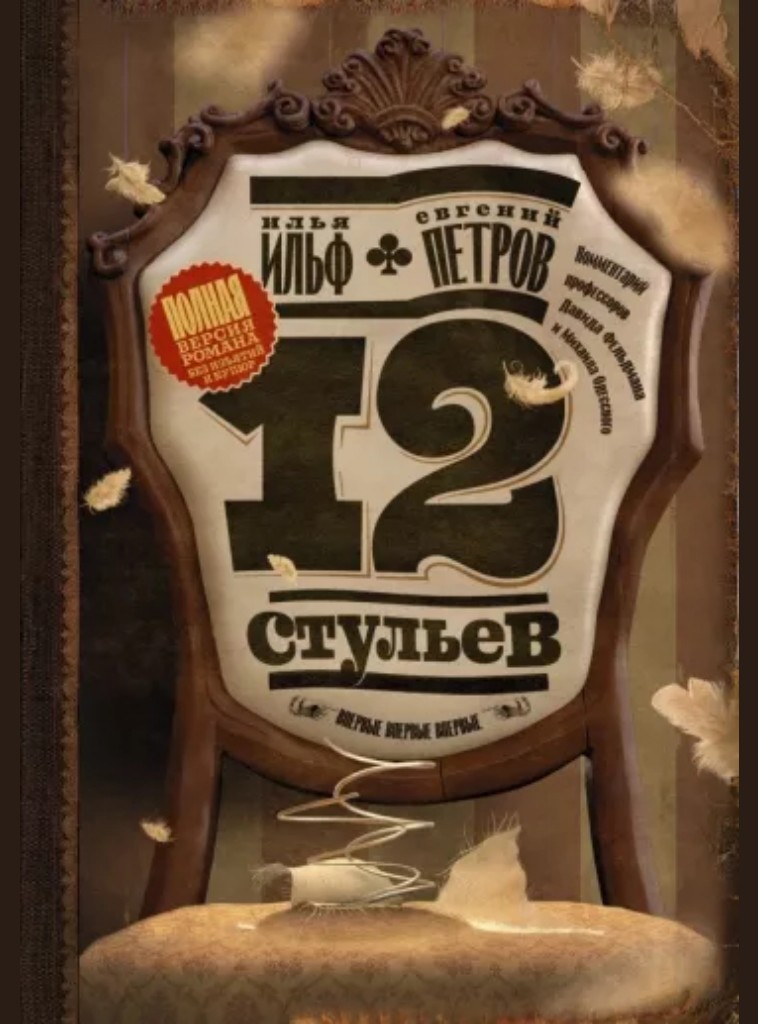 илья
ИЛЬФ
евгений
ПЕТРОВ
Комментарий
профессоров
Давида Фельдмана
и Михаила Одесского
ПОЛНАЯ
ВЕРСИЯ
РОМАНА
БЕЗ ИЗЪЯТИЙ
И КУПЮР
12
стульев
ВПЕРВЫЕ ВПЕРВЫЕ ВПЕРВЫЕ